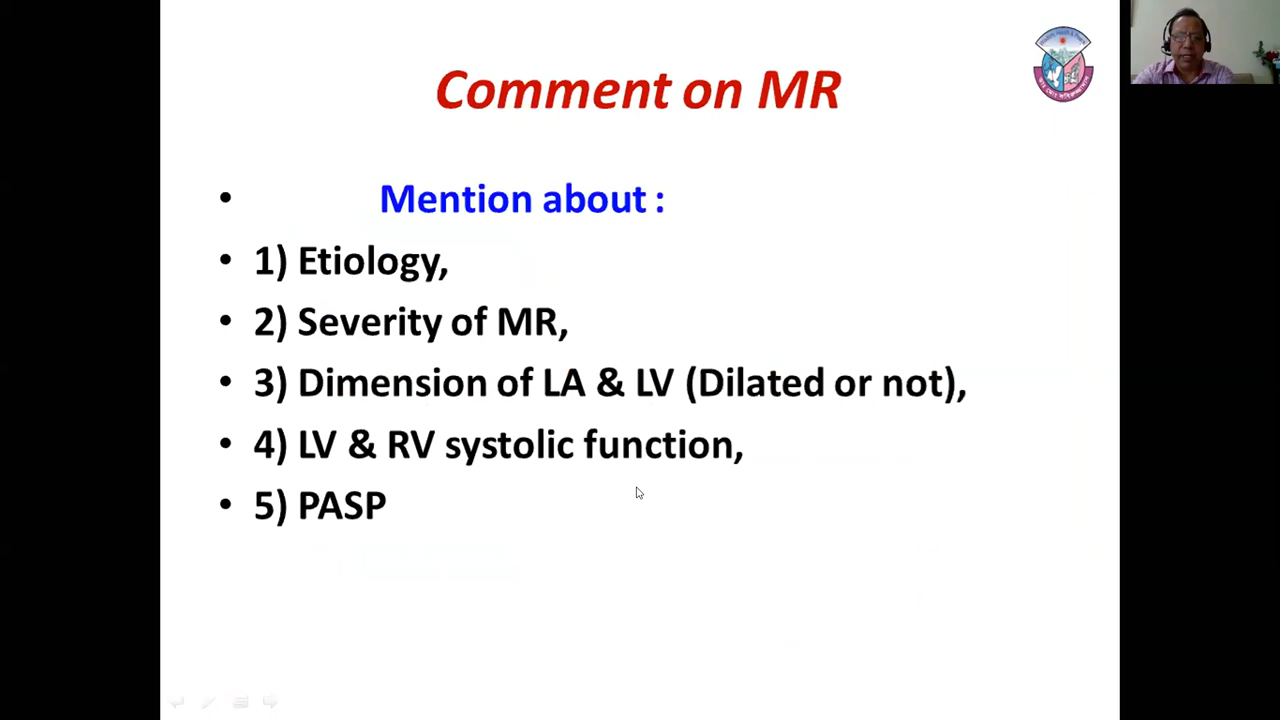 Comment on MR
• Mention about :
• 1) Etiology,
• 2) Severity of MR,
• 3) Dimension of LA & LV (Dilated or not),
• 4) LV & RV systolic function,
• 5) PASP